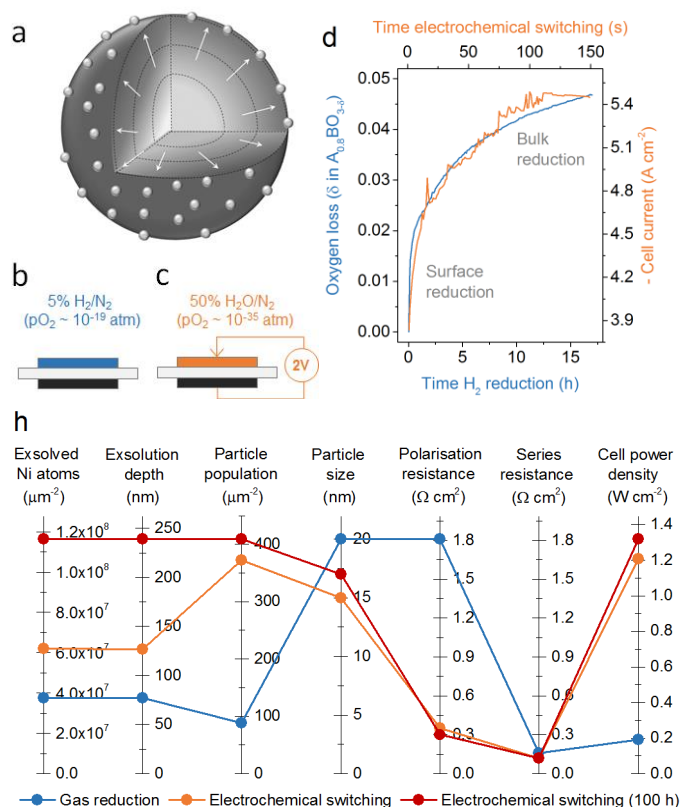 a
b
5% H₂/N₂
(pO₂ ~ 10⁻¹⁹ atm)
c
50% H₂O/N₂
(pO₂ ~ 10⁻³⁵ atm)
2V
d
Time electrochemical switching (s)
0 50 100 150
Oxygen loss (δ in A₀.₈BO₃₋δ)
0.05
0.04
0.03
0.02
0.01
0.00
Bulk
reduction
Surface
reduction
5.4
5.1
4.8
4.5
4.2
3.9
- Cell current (A cm⁻²)
0 5 10 15
Time H₂ reduction (h)
h
Exsolved
Ni atoms
(μm⁻²)
Exsolution
depth
(nm)
Particle
population
(μm⁻²)
Particle
size
(nm)
Polarisation
resistance
(Ω cm²)
Series
resistance
(Ω cm²)
Cell power
density
(W cm⁻²)
1.2x10⁸
1.0x10⁸
8.0x10⁷
6.0x10⁷
4.0x10⁷
2.0x10⁷
0.0
250
200
150
100
50
0
400
300
200
100
0
20
15
10
5
0
1.8
1.5
1.2
0.9
0.6
0.3
0.0
1.8
1.5
1.2
0.9
0.6
0.3
0.0
1.4
1.2
1.0
0.8
0.6
0.4
0.2
0.0
Gas reduction
Electrochemical switching
Electrochemical switching (100 h)